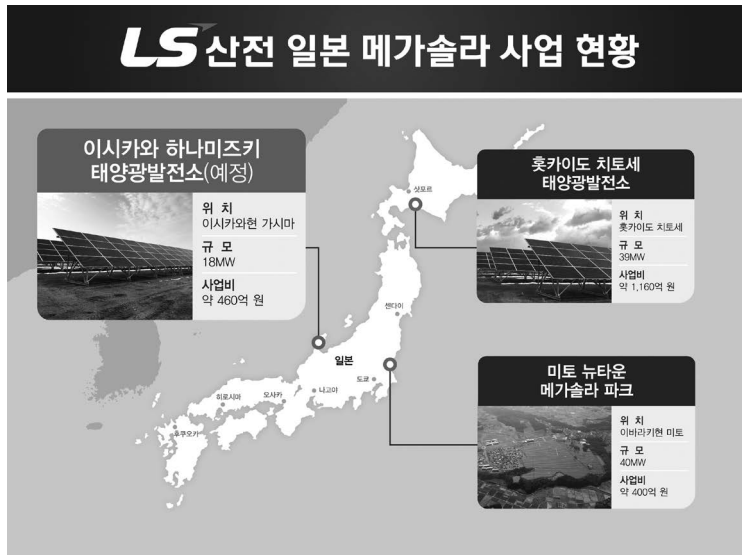 LS산전 일본 메가솔라 사업 현황
이시카와 하나미즈키
태양광발전소(예정)
위 치
이시카와현 가시마
규 모
18MW
사업비
약 460억 원
홋카이도 치토세
태양광발전소
위 치
홋카이도 치토세
규 모
39MW
사업비
약 1,160억 원
삿포르
센다이
일본
도쿄
나고야
오사카
히로시마
후쿠오카
미토 뉴타운
메가솔라 파크
위 치
이바라키현 미토
규 모
40MW
사업비
약 400억 원